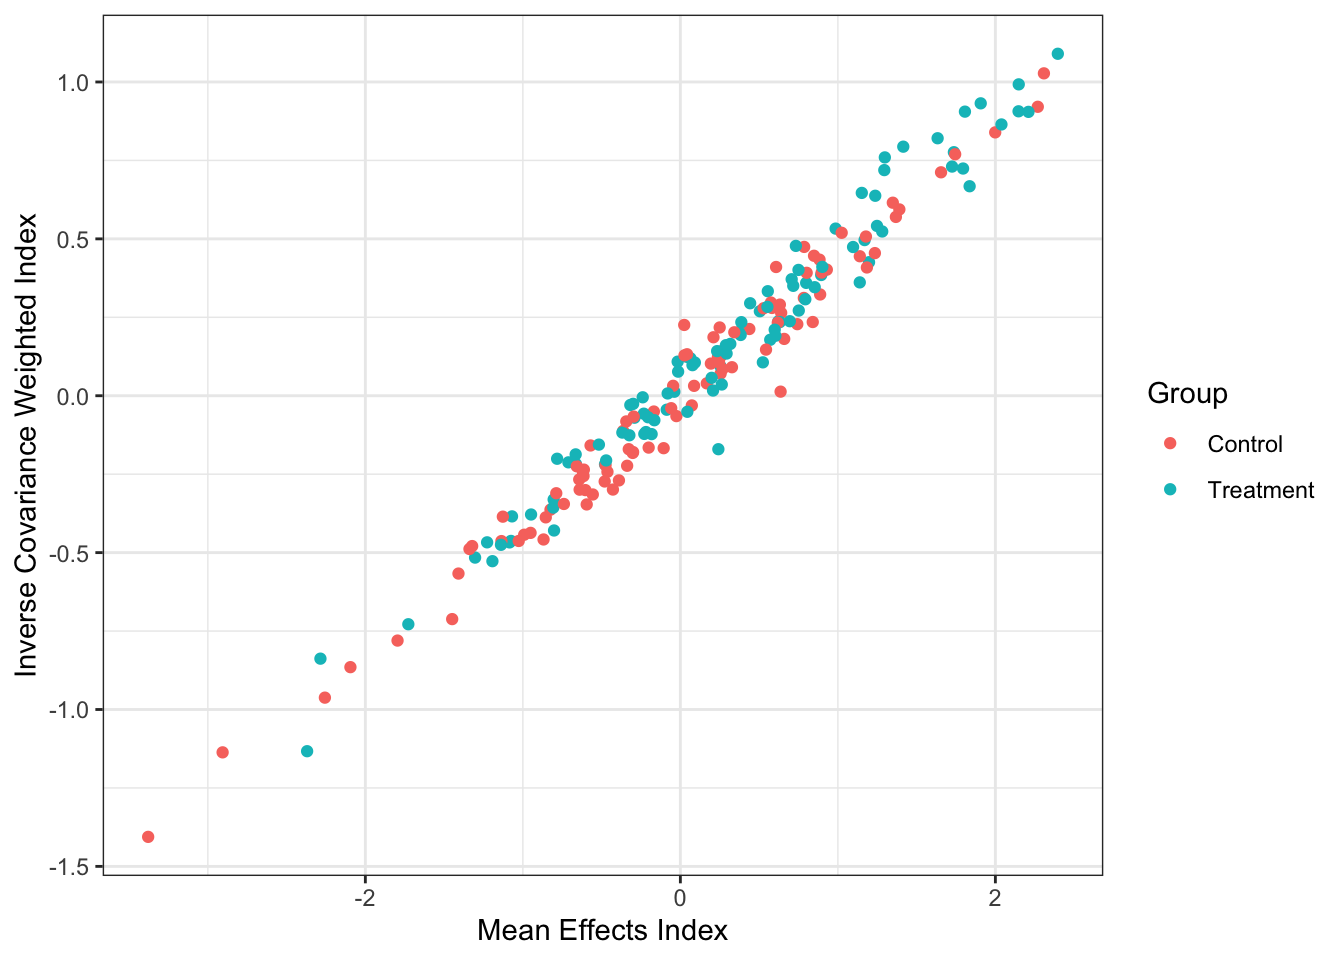 1.0
0.5
0.0
-0.5
-1.0
-1.5
-2
0
2
Mean Effects Index
Inverse Covariance Weighted Index
Group
Control
Treatment